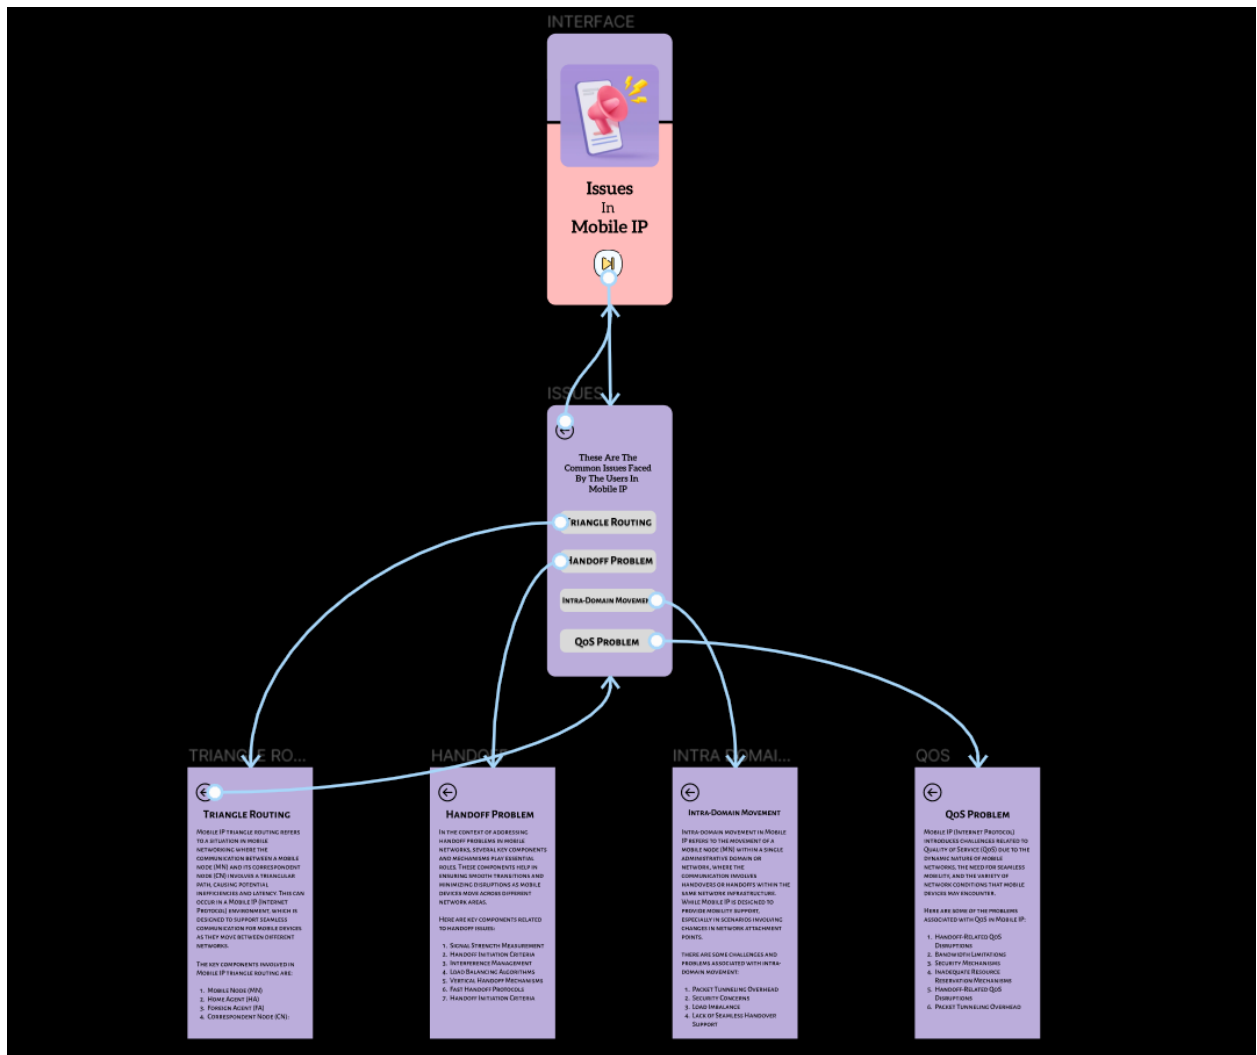 INTERFACE
Issues
In
Mobile IP
ISSUES
These Are The
Common Issues Faced
By The Users In
Mobile IP
Triangle Routing
Handoff Problem
Intra-Domain Movemen
QoS Problem
TRIANGLE RO...
HANDOFF
INTRA DOMAI...
QOS
Triangle Routing
Mobile IP triangle routing refers
to a situation in mobile
networking where the
communication between a mobile
node (MN) and its correspondent
node (CN) involves a triangular
path, causing potential
inefficiencies and latency. This can
occur in a Mobile IP (Internet
Protocol) environment, which is
designed to support seamless
communication for mobile devices
as they move between different
networks.
The key components involved in
Mobile IP triangle routing are:
1. Mobile Node (MN)
2. Home Agent (HA)
3. Foreign Agent (FA)
4. Correspondent Node (CN):
Handoff Problem
In the context of addressing
handoff problems in mobile
networks, several key components
and mechanisms play essential
roles. These components help in
ensuring smooth transitions and
minimizing disruptions as mobile
devices move across different
network areas.
Here are key components related
to handoff issues:
1. Signal Strength Measurement
2. Handoff Initiation Criteria
3. Interference Management
4. Load Balancing Algorithms
5. Vertical Handoff Mechanisms
6. Fast Handoff Protocols
7. Handoff Initiation Criteria
Intra-Domain Movement
Intra-domain movement in Mobile
IP refers to the movement of a
mobile node (MN) within a single
administrative domain or
network, where the
communication involves
handovers or handoffs within the
same network infrastructure.
While Mobile IP is designed to
provide mobility support,
especially in scenarios involving
changes in network attachment
points.
there are some challenges and
problems associated with intra-
domain movement:
1. Packet Tunneling Overhead
2. Security Concerns
3. Load Imbalance
4. Lack of Seamless Handover
Support
QoS Problem
Mobile IP (Internet Protocol)
introduces challenges related to
Quality of Service (QoS) due to the
dynamic nature of mobile
networks, the need for seamless
mobility, and the variety of
network conditions that mobile
devices may encounter.
Here are some of the problems
associated with QoS in Mobile IP:
1. Handoff-Related QoS
Disruptions
2. Bandwidth Limitations
3. Security Mechanisms
4. Inadequate Resource
Reservation Mechanisms
5. Handoff-Related QoS
Disruptions
6. Packet Tunneling Overhead